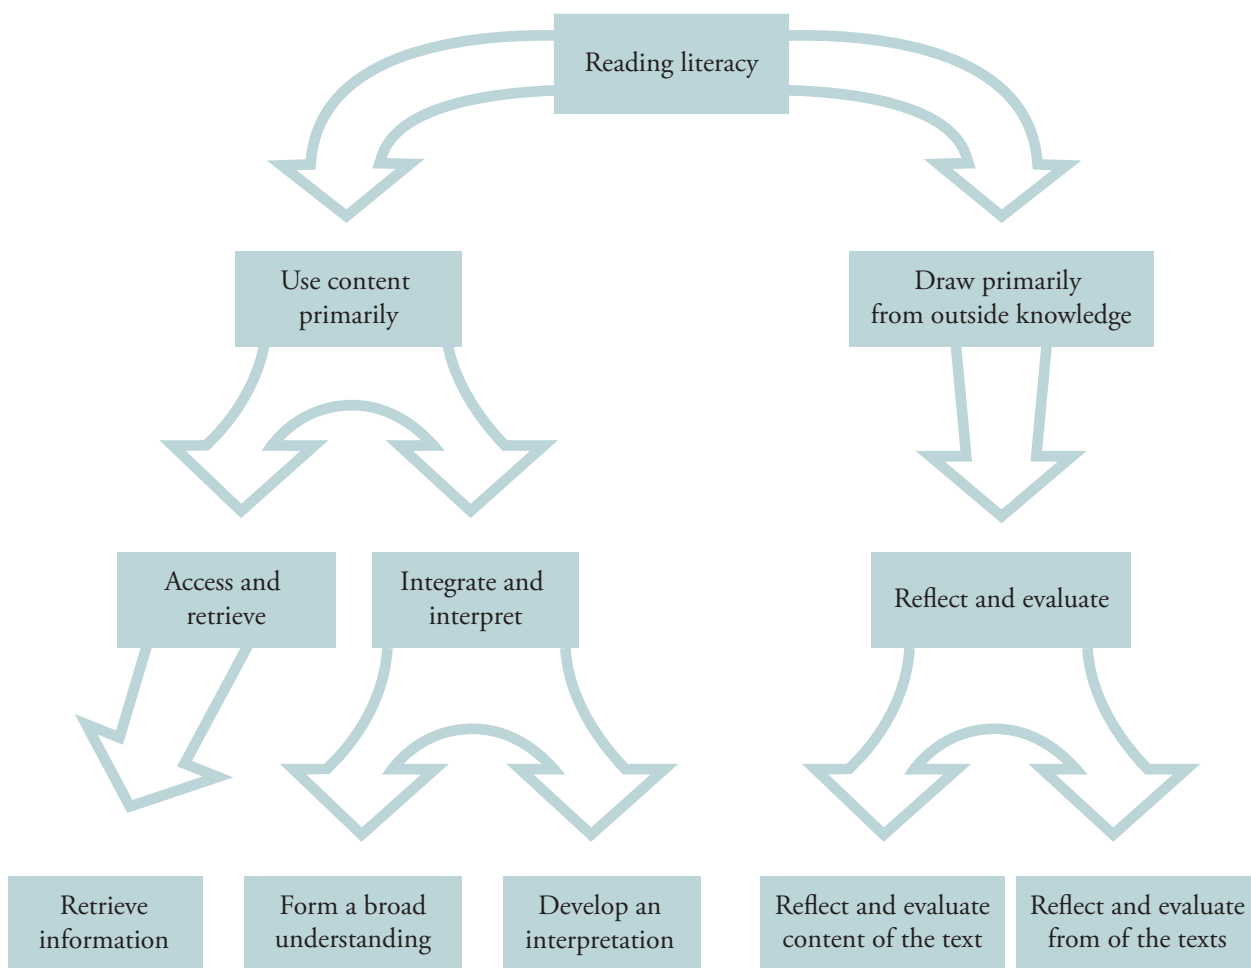 Reading literacy
Use content
primarily
Draw primarily
from outside knowledge
Access and
retrieve
Integrate and
interpret
Reflect and evaluate
Retrieve
information
Form a broad
understanding
Develop an
interpretation
Reflect and evaluate
content of the text
Reflect and evaluate
from of the texts